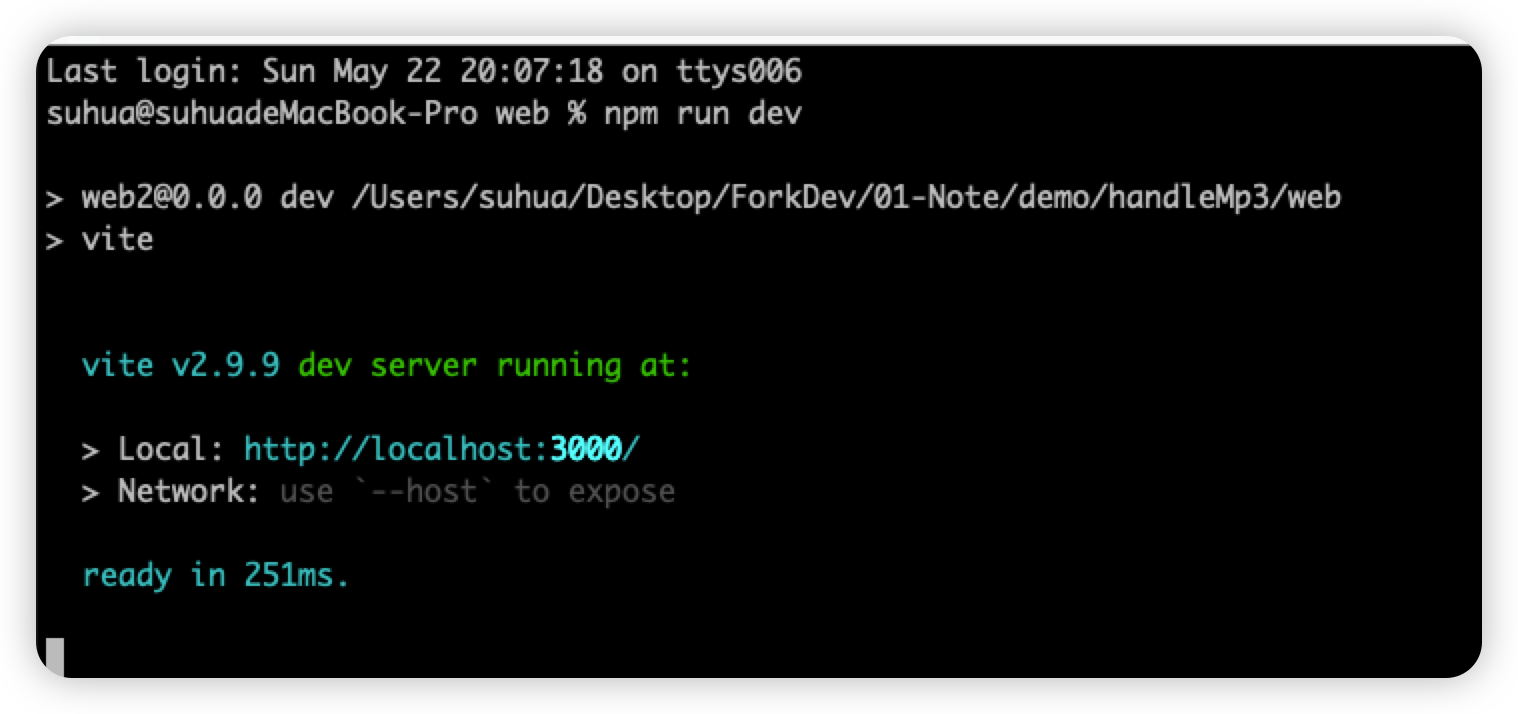 Last login: Sun May 22 20:07:18 on ttys006
suhua@suhuadeMacBook-Pro web % npm run dev
> web2@0.0.0 dev /Users/suhua/Desktop/ForkDev/01-Note/demo/handleMp3/web
> vite
vite v2.9.9 dev server running at:
> Local: http://localhost:3000/
> Network: use `--host` to expose
ready in 251ms.